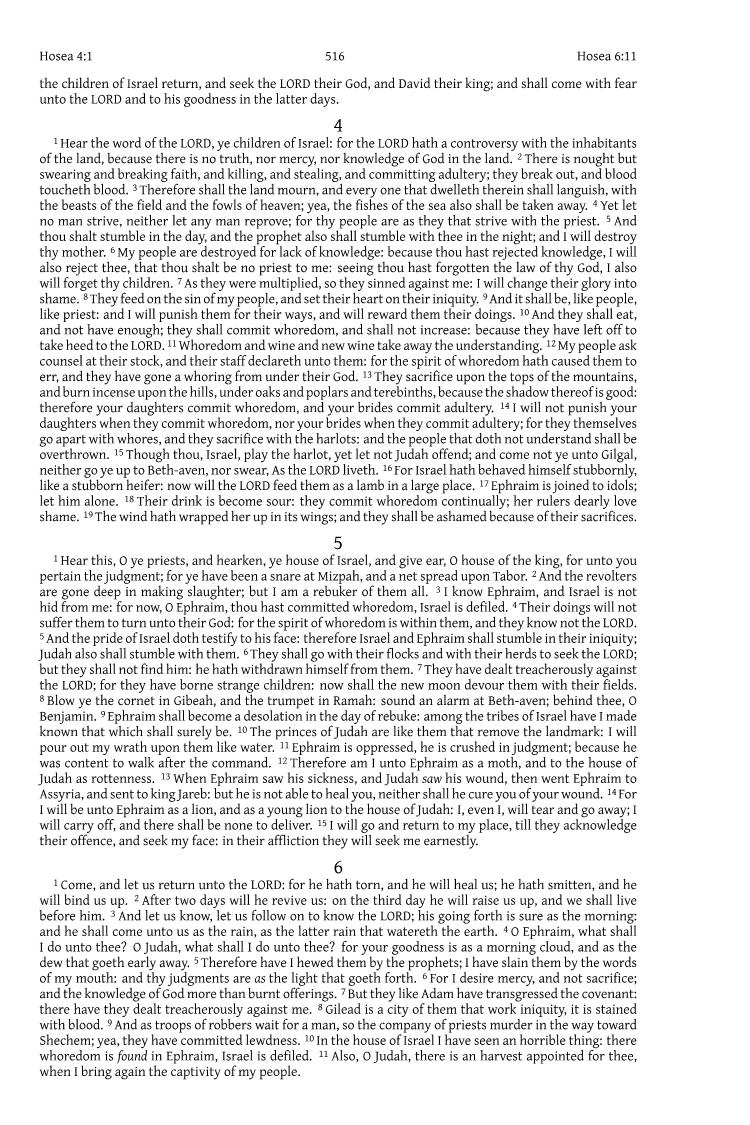 Hosea 4:1 516 Hosea 6:11
the children of Israel return, and seek the LORD their God, and David their king; and shall come with fear
unto the LORD and to his goodness in the latter days.
4
1 Hear the word of the LORD, ye children of Israel: for the LORD hath a controversy with the inhabitants
of the land, because there is no truth, nor mercy, nor knowledge of God in the land. 2 There is nought but
swearing and breaking faith, and killing, and stealing, and committing adultery; they break out, and blood
toucheth blood. 3 Therefore shall the land mourn, and every one that dwelleth therein shall languish, with
the beasts of the field and the fowls of heaven; yea, the fishes of the sea also shall be taken away. 4 Yet let
no man strive, neither let any man reprove; for thy people are as they that strive with the priest. 5 And
thou shalt stumble in the day, and the prophet also shall stumble with thee in the night; and I will destroy
thy mother. 6 My people are destroyed for lack of knowledge: because thou hast rejected knowledge, I will
also reject thee, that thou shalt be no priest to me: seeing thou hast forgotten the law of thy God, I also
will forget thy children. 7 As they were multiplied, so they sinned against me: I will change their glory into
shame. 8 They feed on the sin of my people, and set their heart on their iniquity. 9 And it shall be, like people,
like priest: and I will punish them for their ways, and will reward them their doings. 10 And they shall eat,
and not have enough; they shall commit whoredom, and shall not increase: because they have left off to
take heed to the LORD. 11 Whoredom and wine and new wine take away the understanding. 12 My people ask
counsel at their stock, and their staff declareth unto them: for the spirit of whoredom hath caused them to
err, and they have gone a whoring from under their God. 13 They sacrifice upon the tops of the mountains,
and burn incense upon the hills, under oaks and poplars and terebinths, because the shadow thereof is good:
therefore your daughters commit whoredom, and your brides commit adultery. 14 I will not punish your
daughters when they commit whoredom, nor your brides when they commit adultery; for they themselves
go apart with whores, and they sacrifice with the harlots: and the people that doth not understand shall be
overthrown. 15 Though thou, Israel, play the harlot, yet let not Judah offend; and come not ye unto Gilgal,
neither go ye up to Beth-aven, nor swear, As the LORD liveth. 16 For Israel hath behaved himself stubbornly,
like a stubborn heifer: now will the LORD feed them as a lamb in a large place. 17 Ephraim is joined to idols;
let him alone. 18 Their drink is become sour: they commit whoredom continually; her rulers dearly love
shame. 19 The wind hath wrapped her up in its wings; and they shall be ashamed because of their sacrifices.
5
1 Hear this, O ye priests, and hearken, ye house of Israel, and give ear, O house of the king, for unto you
pertain the judgment; for ye have been a snare at Mizpah, and a net spread upon Tabor. 2 And the revolters
are gone deep in making slaughter; but I am a rebuker of them all. 3 I know Ephraim, and Israel is not
hid from me: for now, O Ephraim, thou hast committed whoredom, Israel is defiled. 4 Their doings will not
suffer them to turn unto their God: for the spirit of whoredom is within them, and they know not the LORD.
5 And the pride of Israel doth testify to his face: therefore Israel and Ephraim shall stumble in their iniquity;
Judah also shall stumble with them. 6 They shall go with their flocks and with their herds to seek the LORD;
but they shall not find him: he hath withdrawn himself from them. 7 They have dealt treacherously against
the LORD; for they have borne strange children: now shall the new moon devour them with their fields.
8 Blow ye the cornet in Gibeah, and the trumpet in Ramah: sound an alarm at Beth-aven; behind thee, O
Benjamin. 9 Ephraim shall become a desolation in the day of rebuke: among the tribes of Israel have I made
known that which shall surely be. 10 The princes of Judah are like them that remove the landmark: I will
pour out my wrath upon them like water. 11 Ephraim is oppressed, he is crushed in judgment; because he
was content to walk after the command. 12 Therefore am I unto Ephraim as a moth, and to the house of
Judah as rottenness. 13 When Ephraim saw his sickness, and Judah saw his wound, then went Ephraim to
Assyria, and sent to king Jareb: but he is not able to heal you, neither shall he cure you of your wound. 14 For
I will be unto Ephraim as a lion, and as a young lion to the house of Judah: I, even I, will tear and go away; I
will carry off, and there shall be none to deliver. 15 I will go and return to my place, till they acknowledge
their offence, and seek my face: in their affliction they will seek me earnestly.
6
1 Come, and let us return unto the LORD: for he hath torn, and he will heal us; he hath smitten, and he
will bind us up. 2 After two days will he revive us: on the third day he will raise us up, and we shall live
before him. 3 And let us know, let us follow on to know the LORD; his going forth is sure as the morning:
and he shall come unto us as the rain, as the latter rain that watereth the earth. 4 O Ephraim, what shall
I do unto thee? O Judah, what shall I do unto thee? for your goodness is as a morning cloud, and as the
dew that goeth early away. 5 Therefore have I hewed them by the prophets; I have slain them by the words
of my mouth: and thy judgments are as the light that goeth forth. 6 For I desire mercy, and not sacrifice;
and the knowledge of God more than burnt offerings. 7 But they like Adam have transgressed the covenant:
there have they dealt treacherously against me. 8 Gilead is a city of them that work iniquity, it is stained
with blood. 9 And as troops of robbers wait for a man, so the company of priests murder in the way toward
Shechem; yea, they have committed lewdness. 10 In the house of Israel I have seen an horrible thing: there
whoredom is found in Ephraim, Israel is defiled. 11 Also, O Judah, there is an harvest appointed for thee,
when I bring again the captivity of my people.